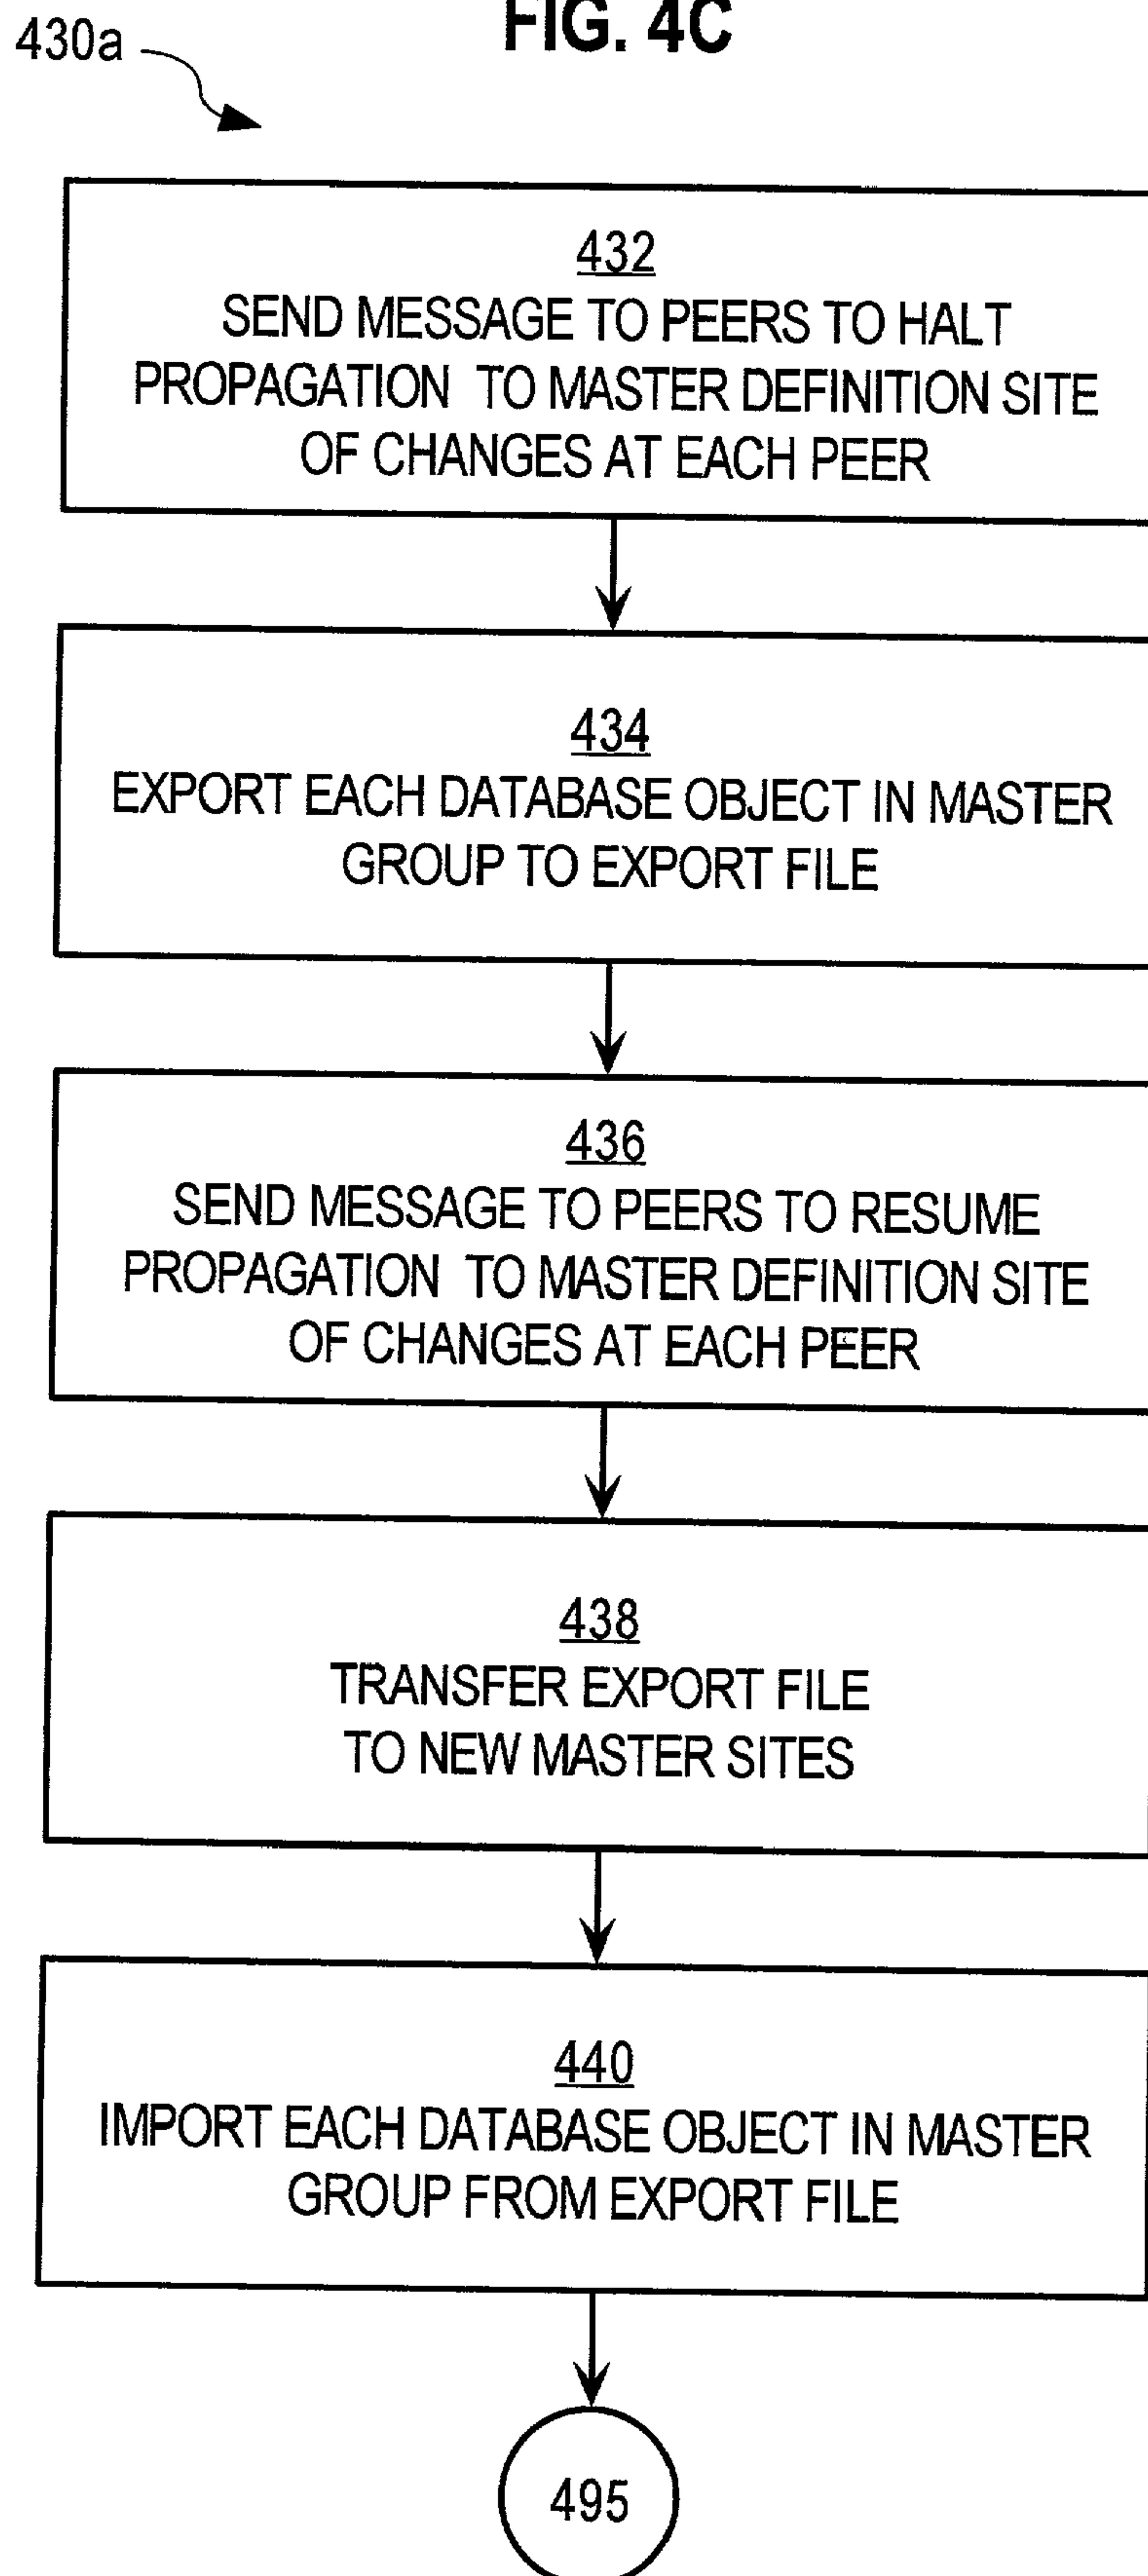 FIG. 4C
430a
432
SEND MESSAGE TO PEERS TO HALT
PROPAGATION TO MASTER DEFINITION SITE
OF CHANGES AT EACH PEER
434
EXPORT EACH DATABASE OBJECT IN MASTER
GROUP TO EXPORT FILE
436
SEND MESSAGE TO PEERS TO RESUME
PROPAGATION TO MASTER DEFINITION SITE
OF CHANGES AT EACH PEER
438
TRANSFER EXPORT FILE
TO NEW MASTER SITES
440
IMPORT EACH DATABASE OBJECT IN MASTER
GROUP FROM EXPORT FILE
495